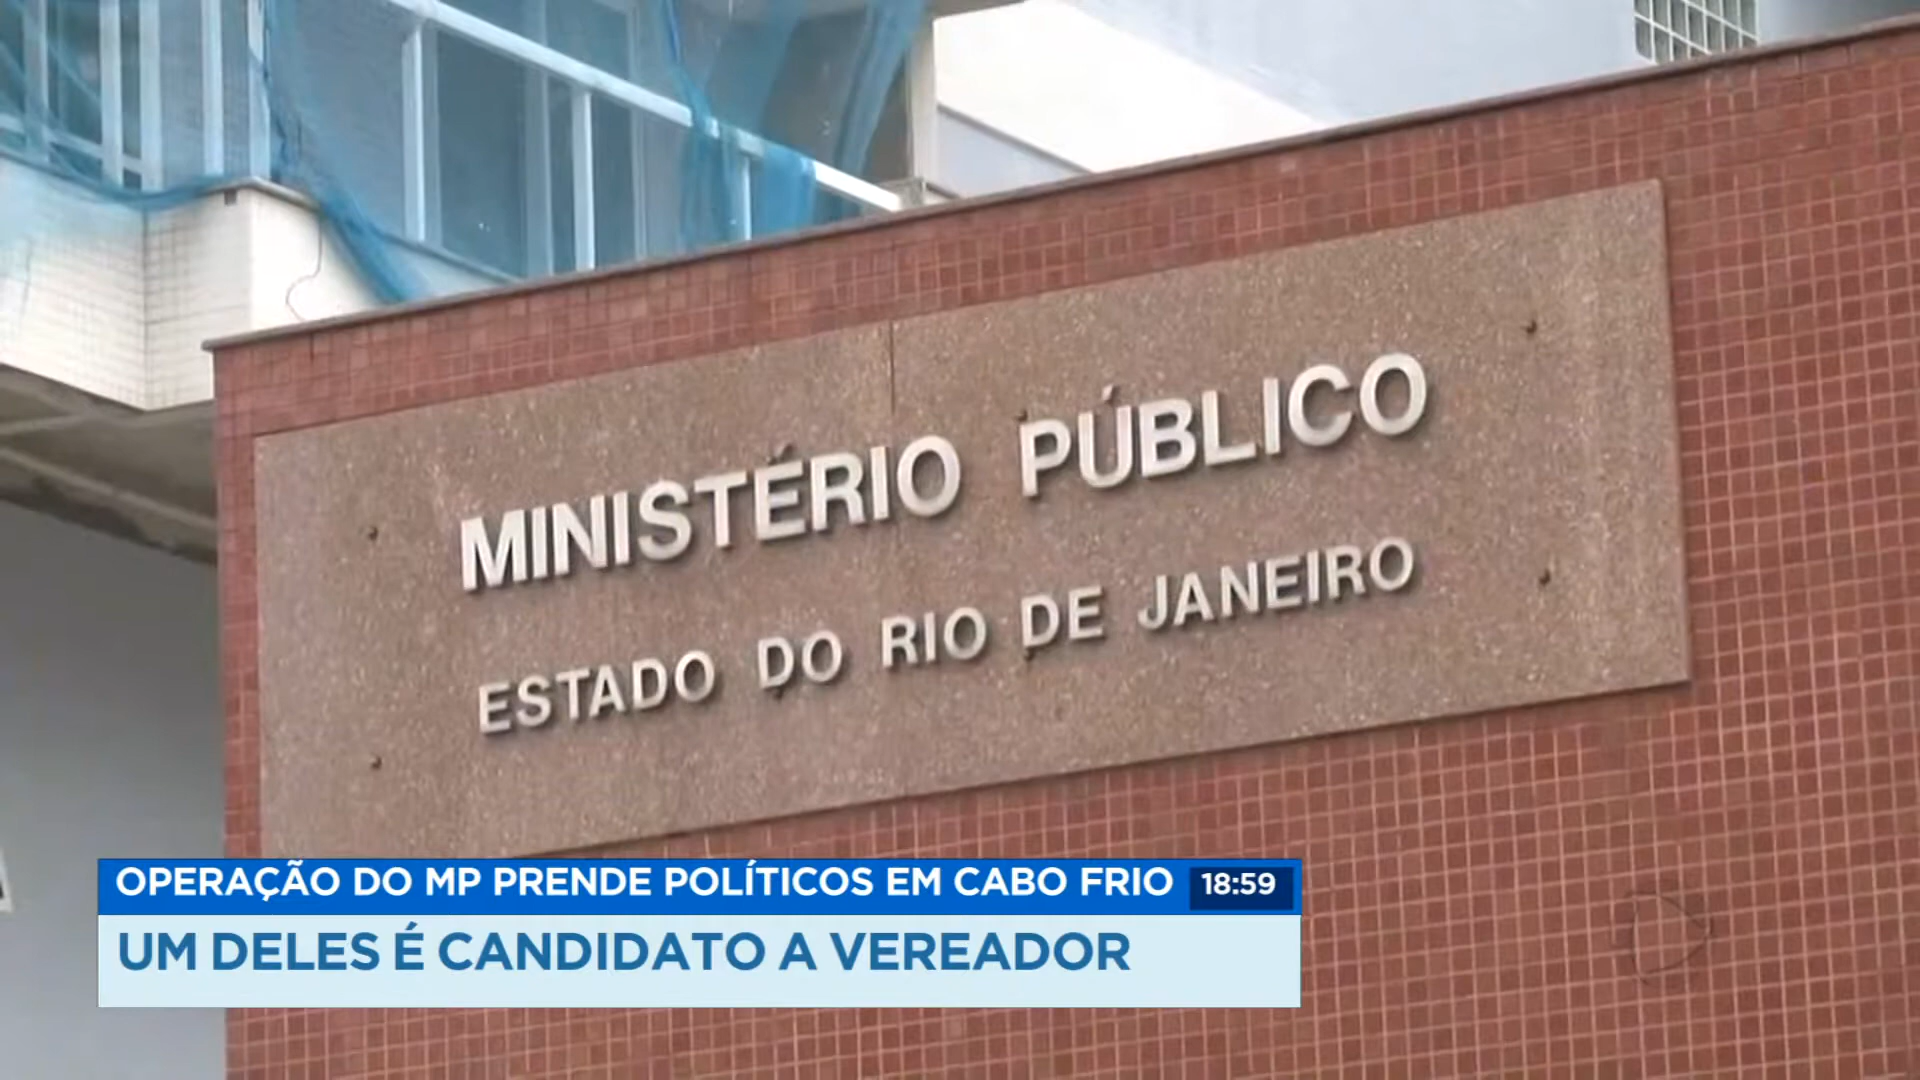 MINISTÉRIO PÚBLICO
ESTADO DO RIO DE JANEIRO
OPERAÇÃO DO MP PRENDE POLÍTICOS EM CABO FRIO 18:59
UM DELES É CANDIDATO A VEREADOR